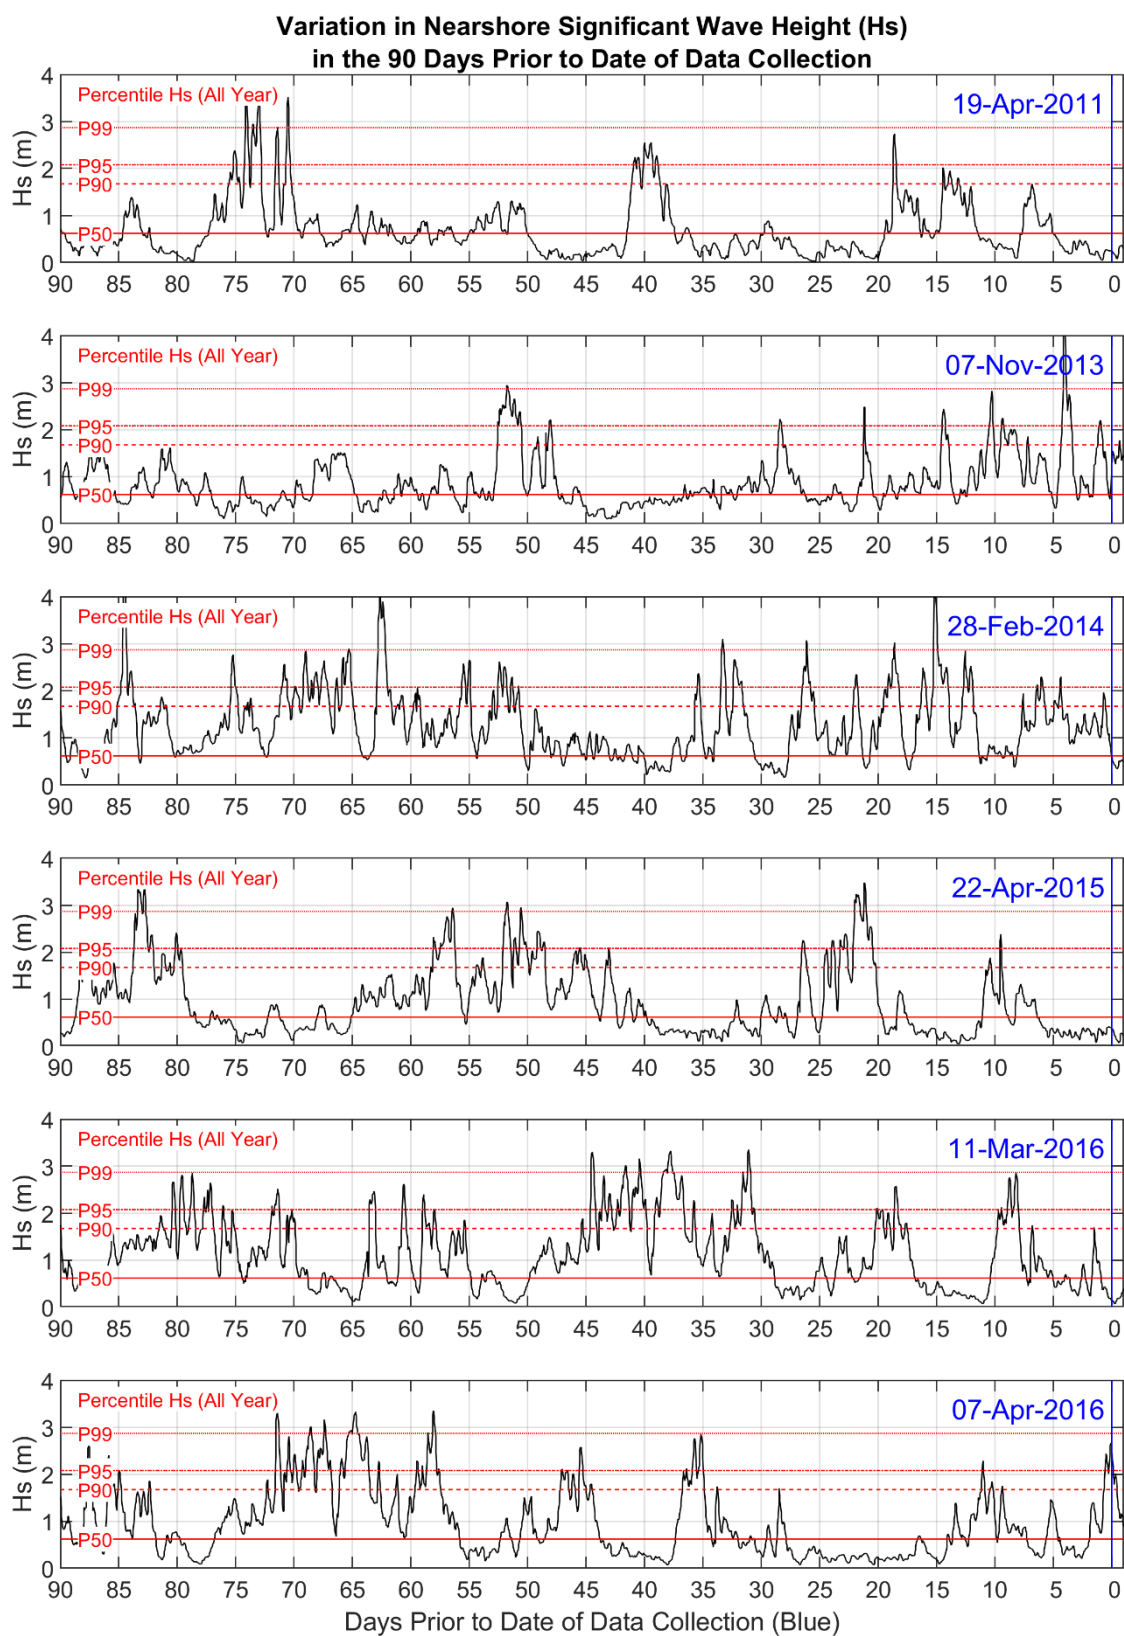 Variation in Nearshore Significant Wave Height (Hs)
in the 90 Days Prior to Date of Data Collection
4
3
2
1
0
Hs (m)
Percentile Hs (All Year)
P99
P95
P90
P50
19-Apr-2011
90 85 80 75 70 65 60 55 50 45 40 35 30 25 20 15 10 5 0
4
3
2
1
0
Hs (m)
Percentile Hs (All Year)
P99
P95
P90
P50
07-Nov-2013
90 85 80 75 70 65 60 55 50 45 40 35 30 25 20 15 10 5 0
4
3
2
1
0
Hs (m)
Percentile Hs (All Year)
P99
P95
P90
P50
28-Feb-2014
90 85 80 75 70 65 60 55 50 45 40 35 30 25 20 15 10 5 0
4
3
2
1
0
Hs (m)
Percentile Hs (All Year)
P99
P95
P90
P50
22-Apr-2015
90 85 80 75 70 65 60 55 50 45 40 35 30 25 20 15 10 5 0
4
3
2
1
0
Hs (m)
Percentile Hs (All Year)
P99
P95
P90
P50
11-Mar-2016
90 85 80 75 70 65 60 55 50 45 40 35 30 25 20 15 10 5 0
4
3
2
1
0
Hs (m)
Percentile Hs (All Year)
P99
P95
P90
P50
07-Apr-2016
90 85 80 75 70 65 60 55 50 45 40 35 30 25 20 15 10 5 0
Days Prior to Date of Data Collection (Blue)